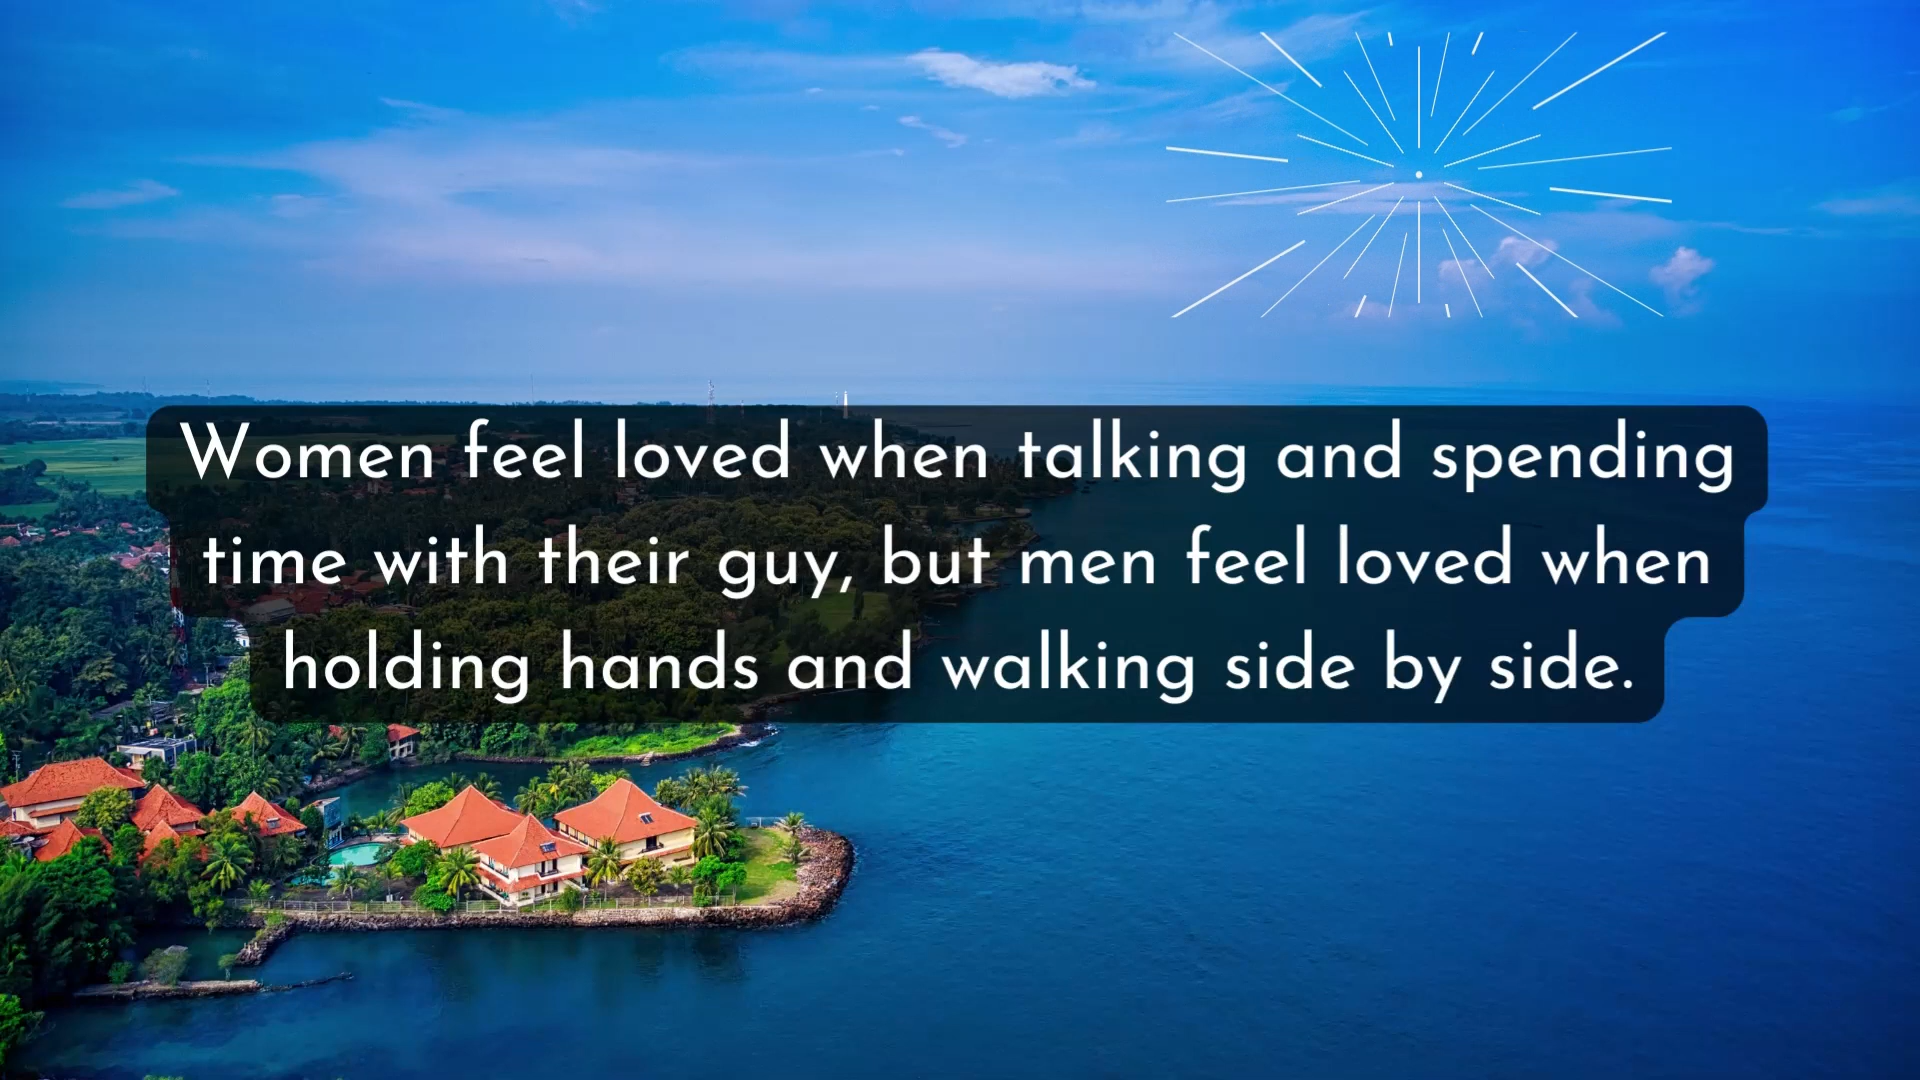 Women feel loved when talking and spending
time with their guy, but men feel loved when
holding hands and walking side by side.